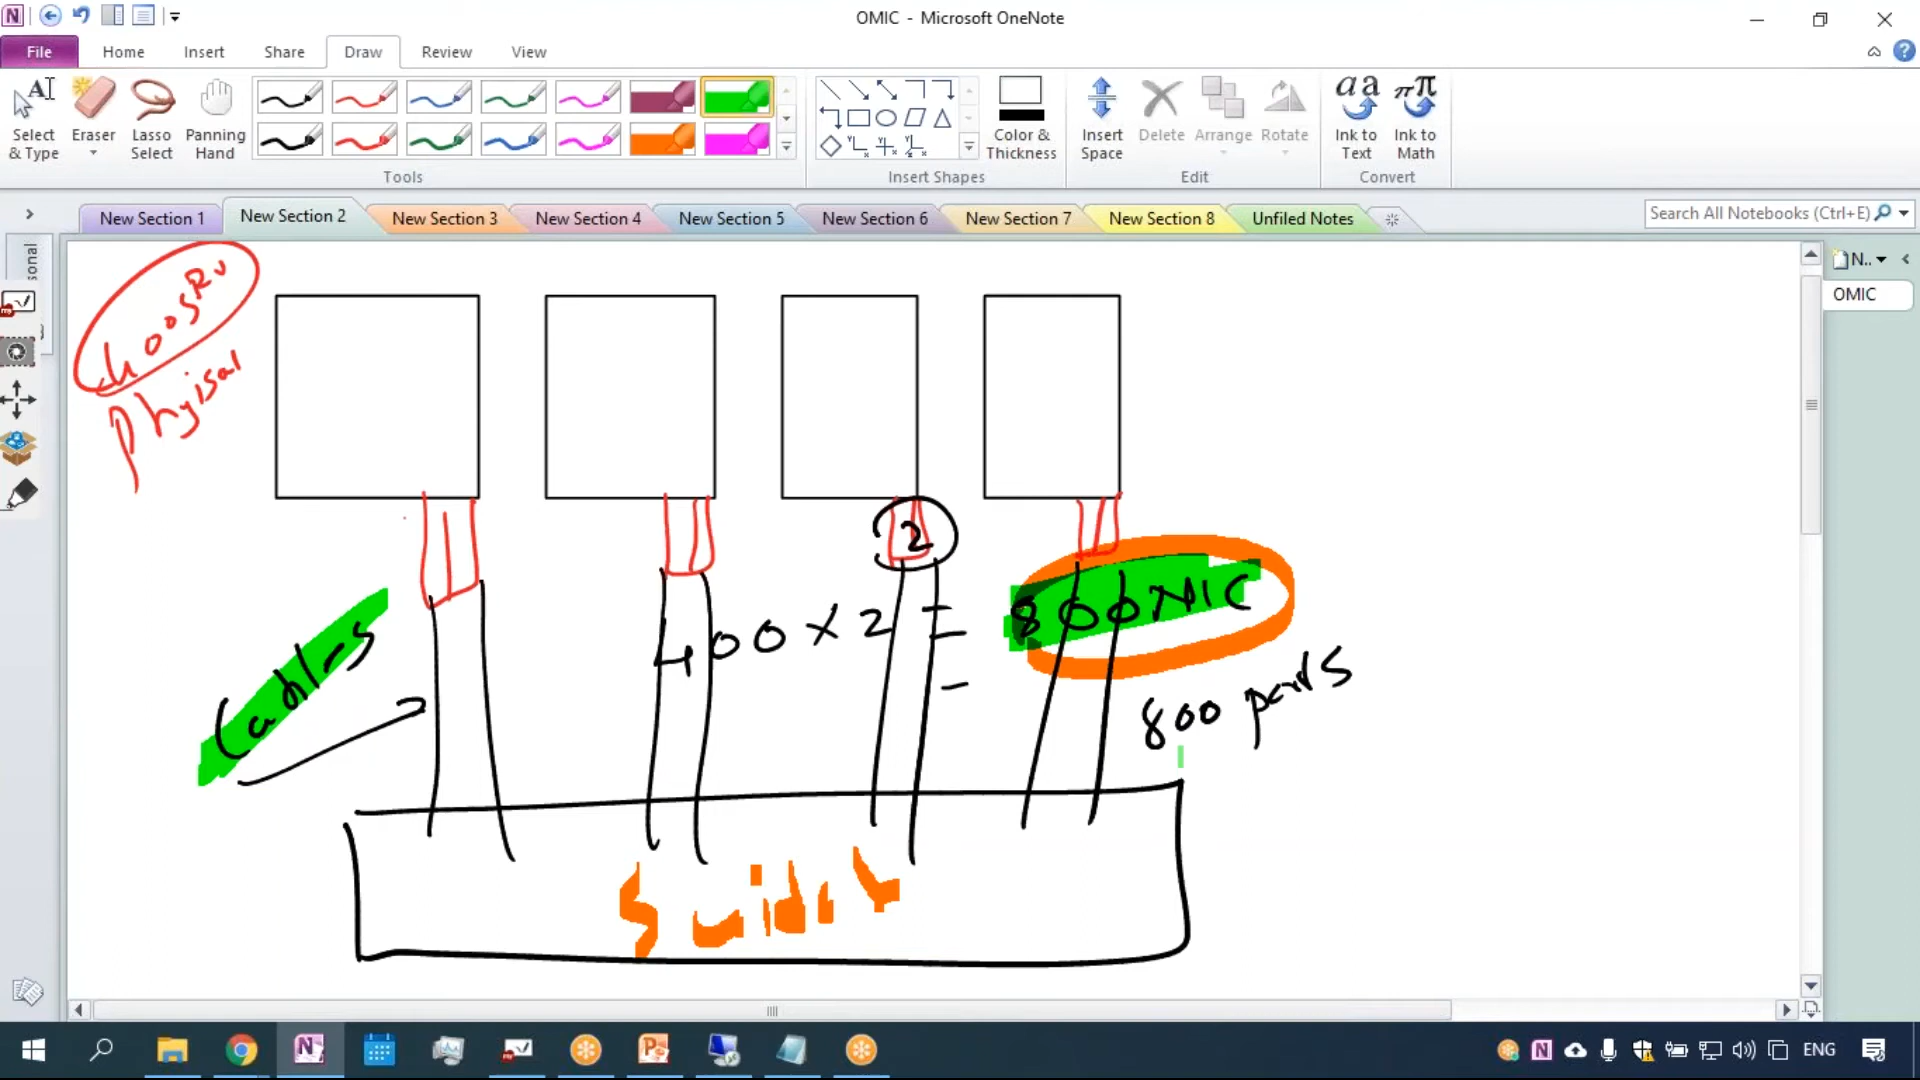 OMIC - Microsoft OneNote
File Home Insert Share Draw Review View
Select & Type
Eraser
Lasso Select
Panning Hand
Color & Thickness
Insert Space
Delete
Arrange
Rotate
Ink to Text
Ink to Math
Tools
Insert Shapes
Edit
Convert
New Section 1 New Section 2 New Section 3 New Section 4 New Section 5 New Section 6 New Section 7 New Section 8 Unfiled Notes
Search All Notebooks (Ctrl+E)
sonal
N..
OMIC
phyisal
2
400 X 2 = 800 NIC
800
Cables
ENG